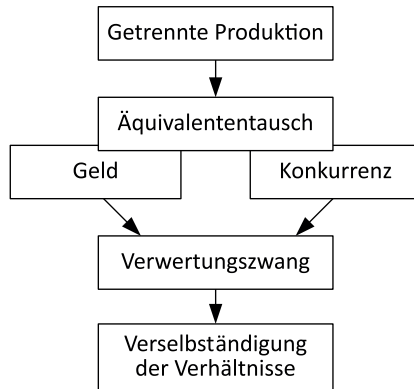 Getrennte Produktion
Äquivalententausch
Geld
Konkurrenz
Verwertungszwang
Verselbständigung
der Verhältnisse